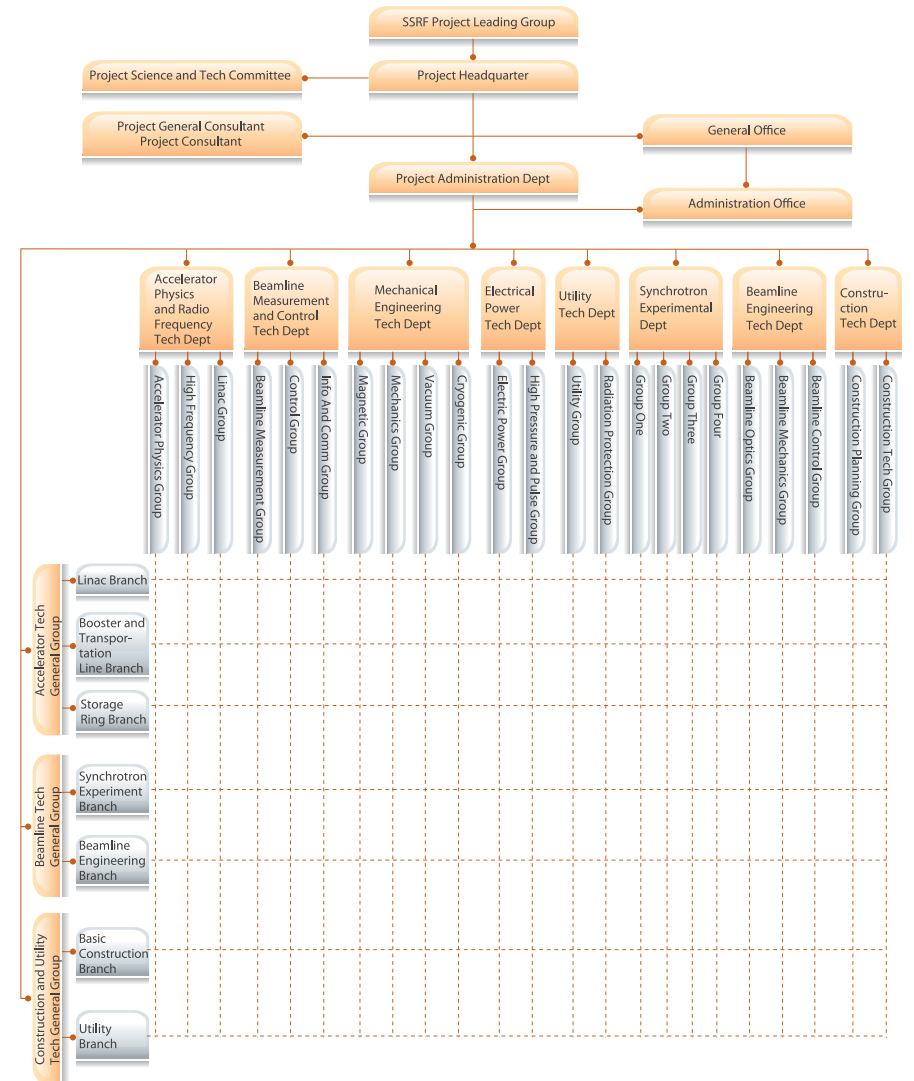 SSRF Project Leading Group
Project Science and Tech Committee
Project Headquarter
Project General Consultant
Project Consultant
General Office
Project Administration Dept
Administration Office
Accelerator
Physics
and Radio
Frequency
Tech Dept
Beamline
Measurement
and Control
Tech Dept
Mechanical
Engineering
Tech Dept
Electrical
Power
Tech Dept
Utility
Tech Dept
Synchrotron
Experimental
Dept
Beamline
Engineering
Tech Dept
Constru-
ction
Tech Dept
Accelerator Physics Group
High Frequency Group
Linac Group
Beamline Measurement Group
Control Group
Info And Comm Group
Magnetic Group
Mechanics Group
Vacuum Group
Cryogenic Group
Electric Power Group
High Pressure and Pulse Group
Utility Group
Radiation Protection Group
Group One
Group Two
Group Three
Group Four
Beamline Optics Group
Beamline Mechanics Group
Beamline Control Group
Construction Planning Group
Construction Tech Group
Accelerator Tech
General Group
Linac Branch
Booster and
Transpor-
tation
Line Branch
Storage
Ring Branch
Beamline Tech
General Group
Synchrotron
Experiment
Branch
Beamline
Engineering
Branch
Construction and Utility
Tech General Group
Basic
Construction
Branch
Utility
Branch